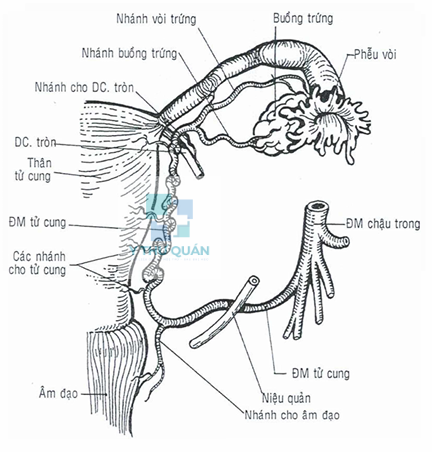 Nhánh vòi trứng
Buồng trứng
Nhánh buồng trứng
Phễu vòi
Nhánh cho DC. tròn
DC. tròn
Thân
tử cung
ĐM tử cung
ĐM chậu trong
Các nhánh
cho tử cung
QUÁN
ĐM tử cung
Niệu quản
Âm đạo
Nhánh cho âm đạo